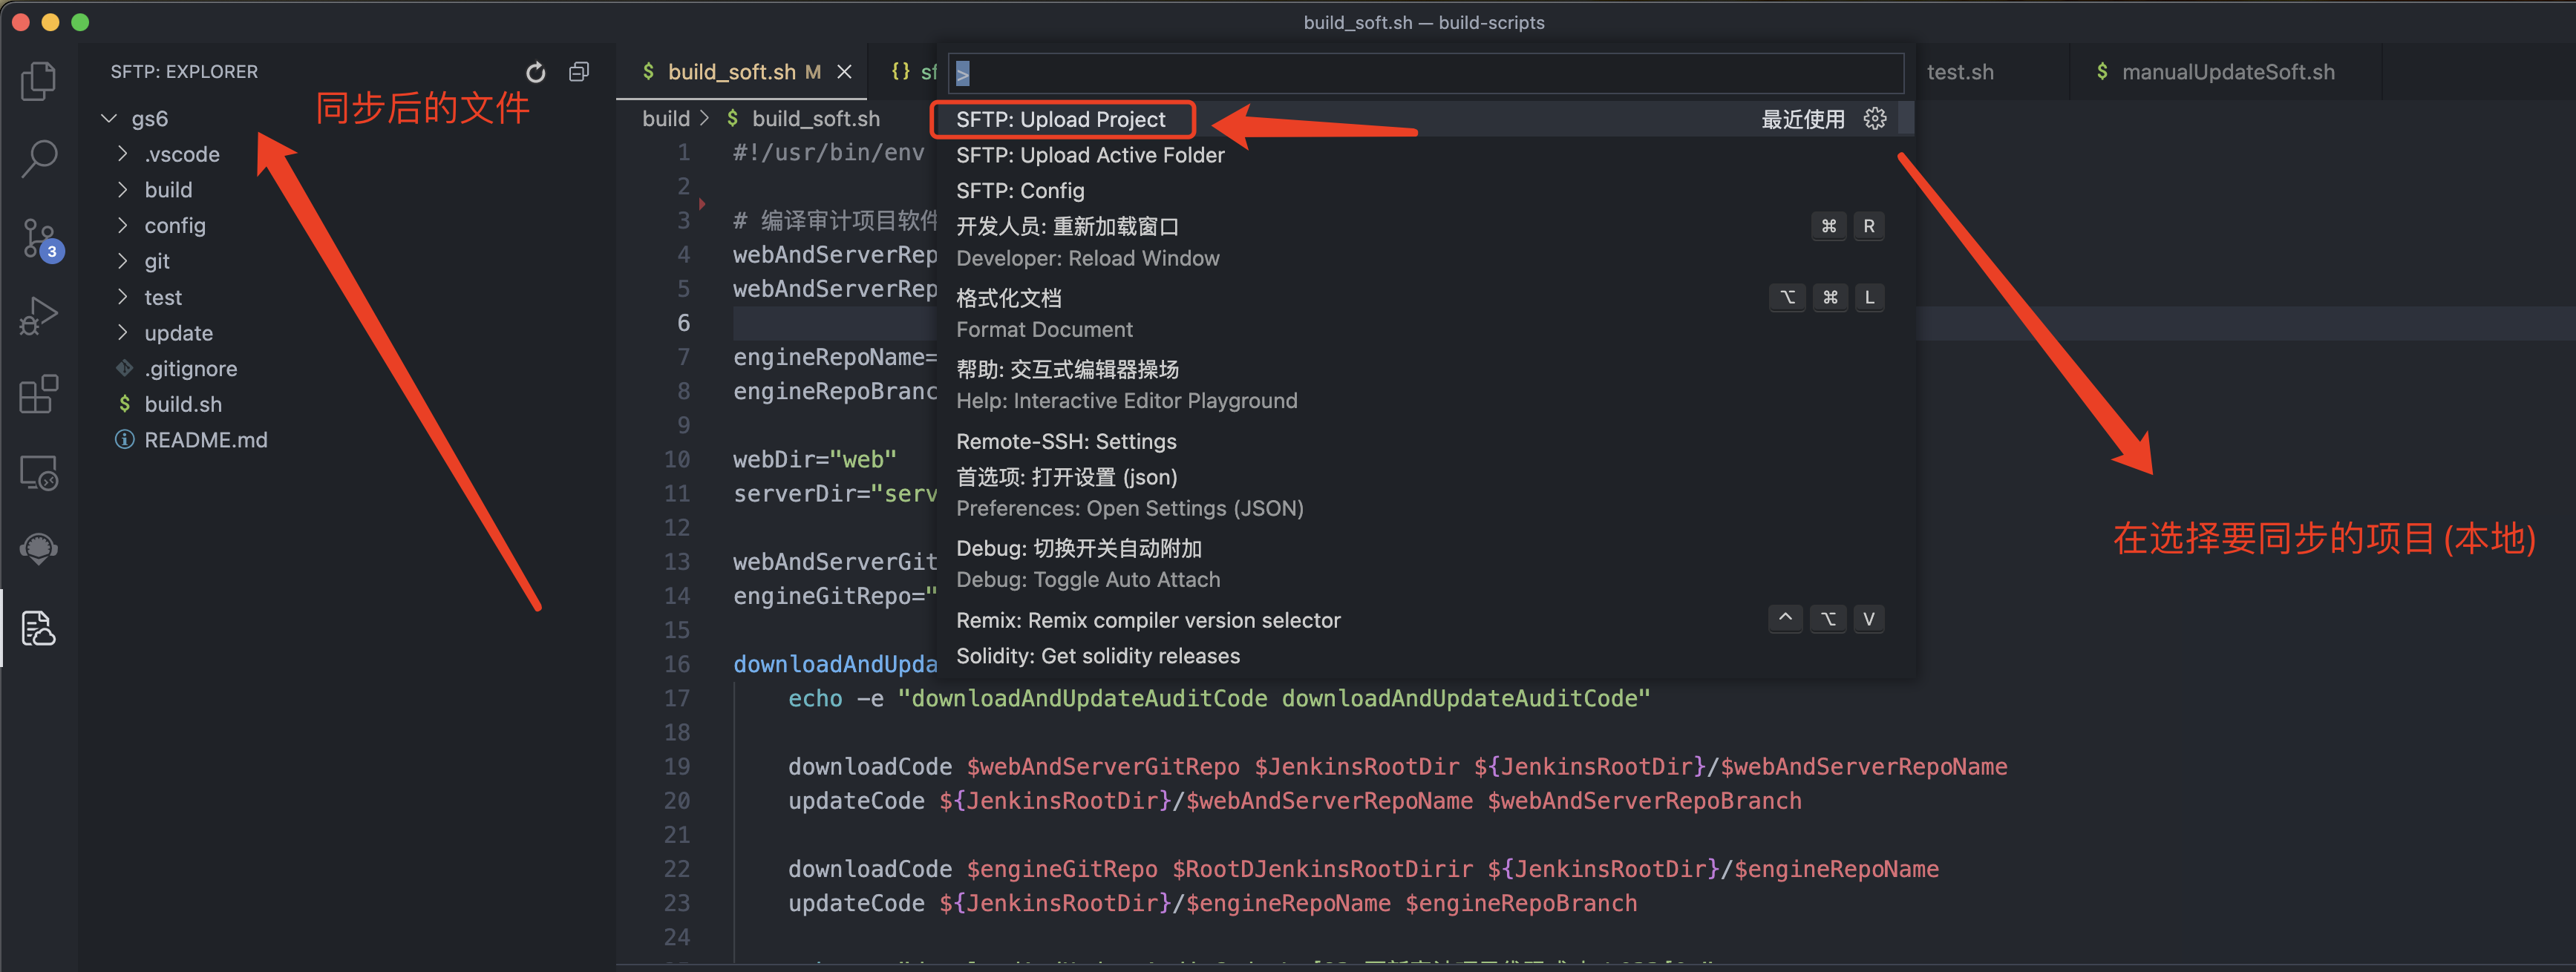 build_soft.sh — build-scripts
SFTP: EXPLORER
同步后的文件
gs6
.vscode
build
config
git
test
update
.gitignore
$ build.sh
README.md
3
$ build_soft.sh M
{} sf
test.sh
$ manualUpdateSoft.sh
build > $ build_soft.sh
>
SFTP: Upload Project
最近使用
SFTP: Upload Active Folder
SFTP: Config
开发人员: 重新加载窗口
⌘ R
Developer: Reload Window
格式化文档
⌥ ⌘ L
Format Document
帮助: 交互式编辑器操场
Help: Interactive Editor Playground
Remote-SSH: Settings
首选项: 打开设置 (json)
Preferences: Open Settings (JSON)
Debug: 切换开关自动附加
Debug: Toggle Auto Attach
Remix: Remix compiler version selector
^ ⌥ V
Solidity: Get solidity releases
在选择要同步的项目(本地)
1 #!/usr/bin/env
2
3 # 编译审计项目软件
4 webAndServerRep
5 webAndServerRep
6
7 engineRepoName=
8 engineRepoBranc
9
10 webDir="web"
11 serverDir="serv
12
13 webAndServerGit
14 engineGitRepo="
15
16 downloadAndUpda
17 echo -e "downloadAndUpdateAuditCode downloadAndUpdateAuditCode"
18
19 downloadCode $webAndServerGitRepo $JenkinsRootDir ${JenkinsRootDir}/$webAndServerRepoName
20 updateCode ${JenkinsRootDir}/$webAndServerRepoName $webAndServerRepoBranch
21
22 downloadCode $engineGitRepo $RootDJenkinsRootDirir ${JenkinsRootDir}/$engineRepoName
23 updateCode ${JenkinsRootDir}/$engineRepoName $engineRepoBranch
24